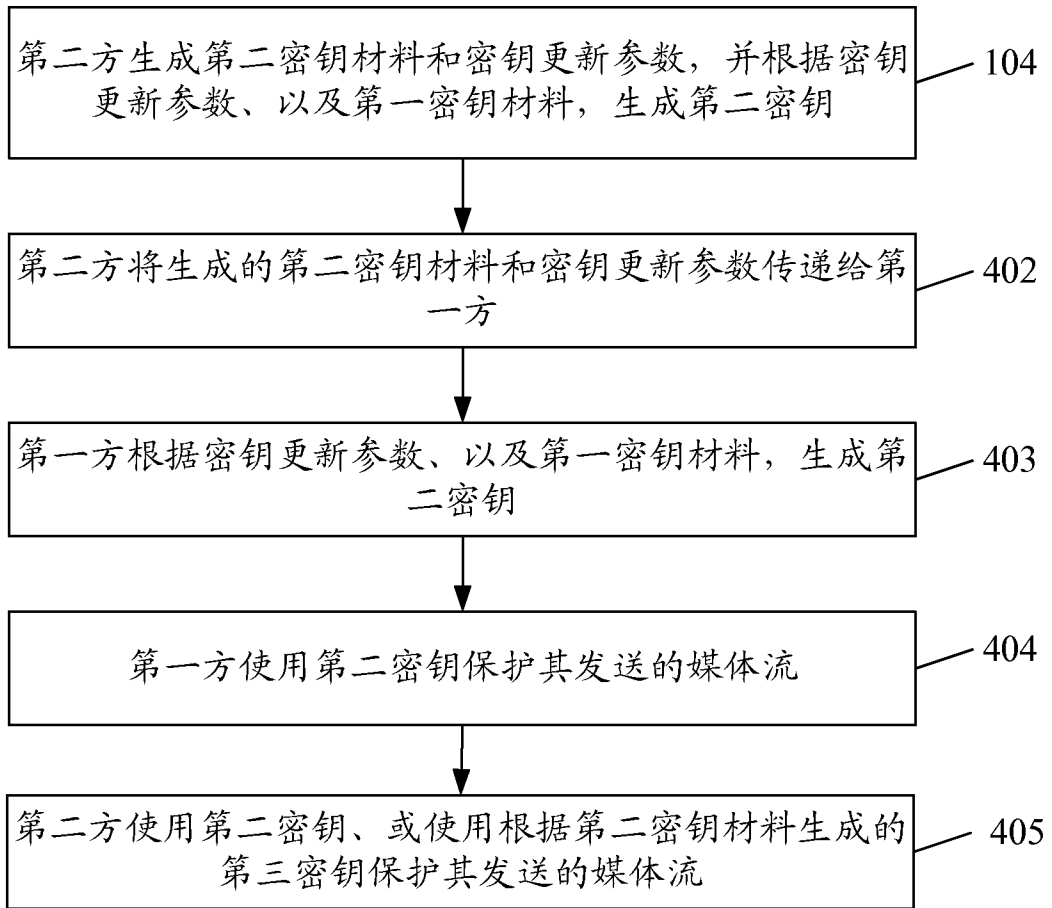 第二方生成第二密钥材料和密钥更新参数，并根据密钥
更新参数、以及第一密钥材料，生成第二密钥
104
第二方将生成的第二密钥材料和密钥更新参数传递给第
一方
402
第一方根据密钥更新参数、以及第一密钥材料，生成第
二密钥
403
第一方使用第二密钥保护其发送的媒体流
404
第二方使用第二密钥、或使用根据第二密钥材料生成的
第三密钥保护其发送的媒体流
405